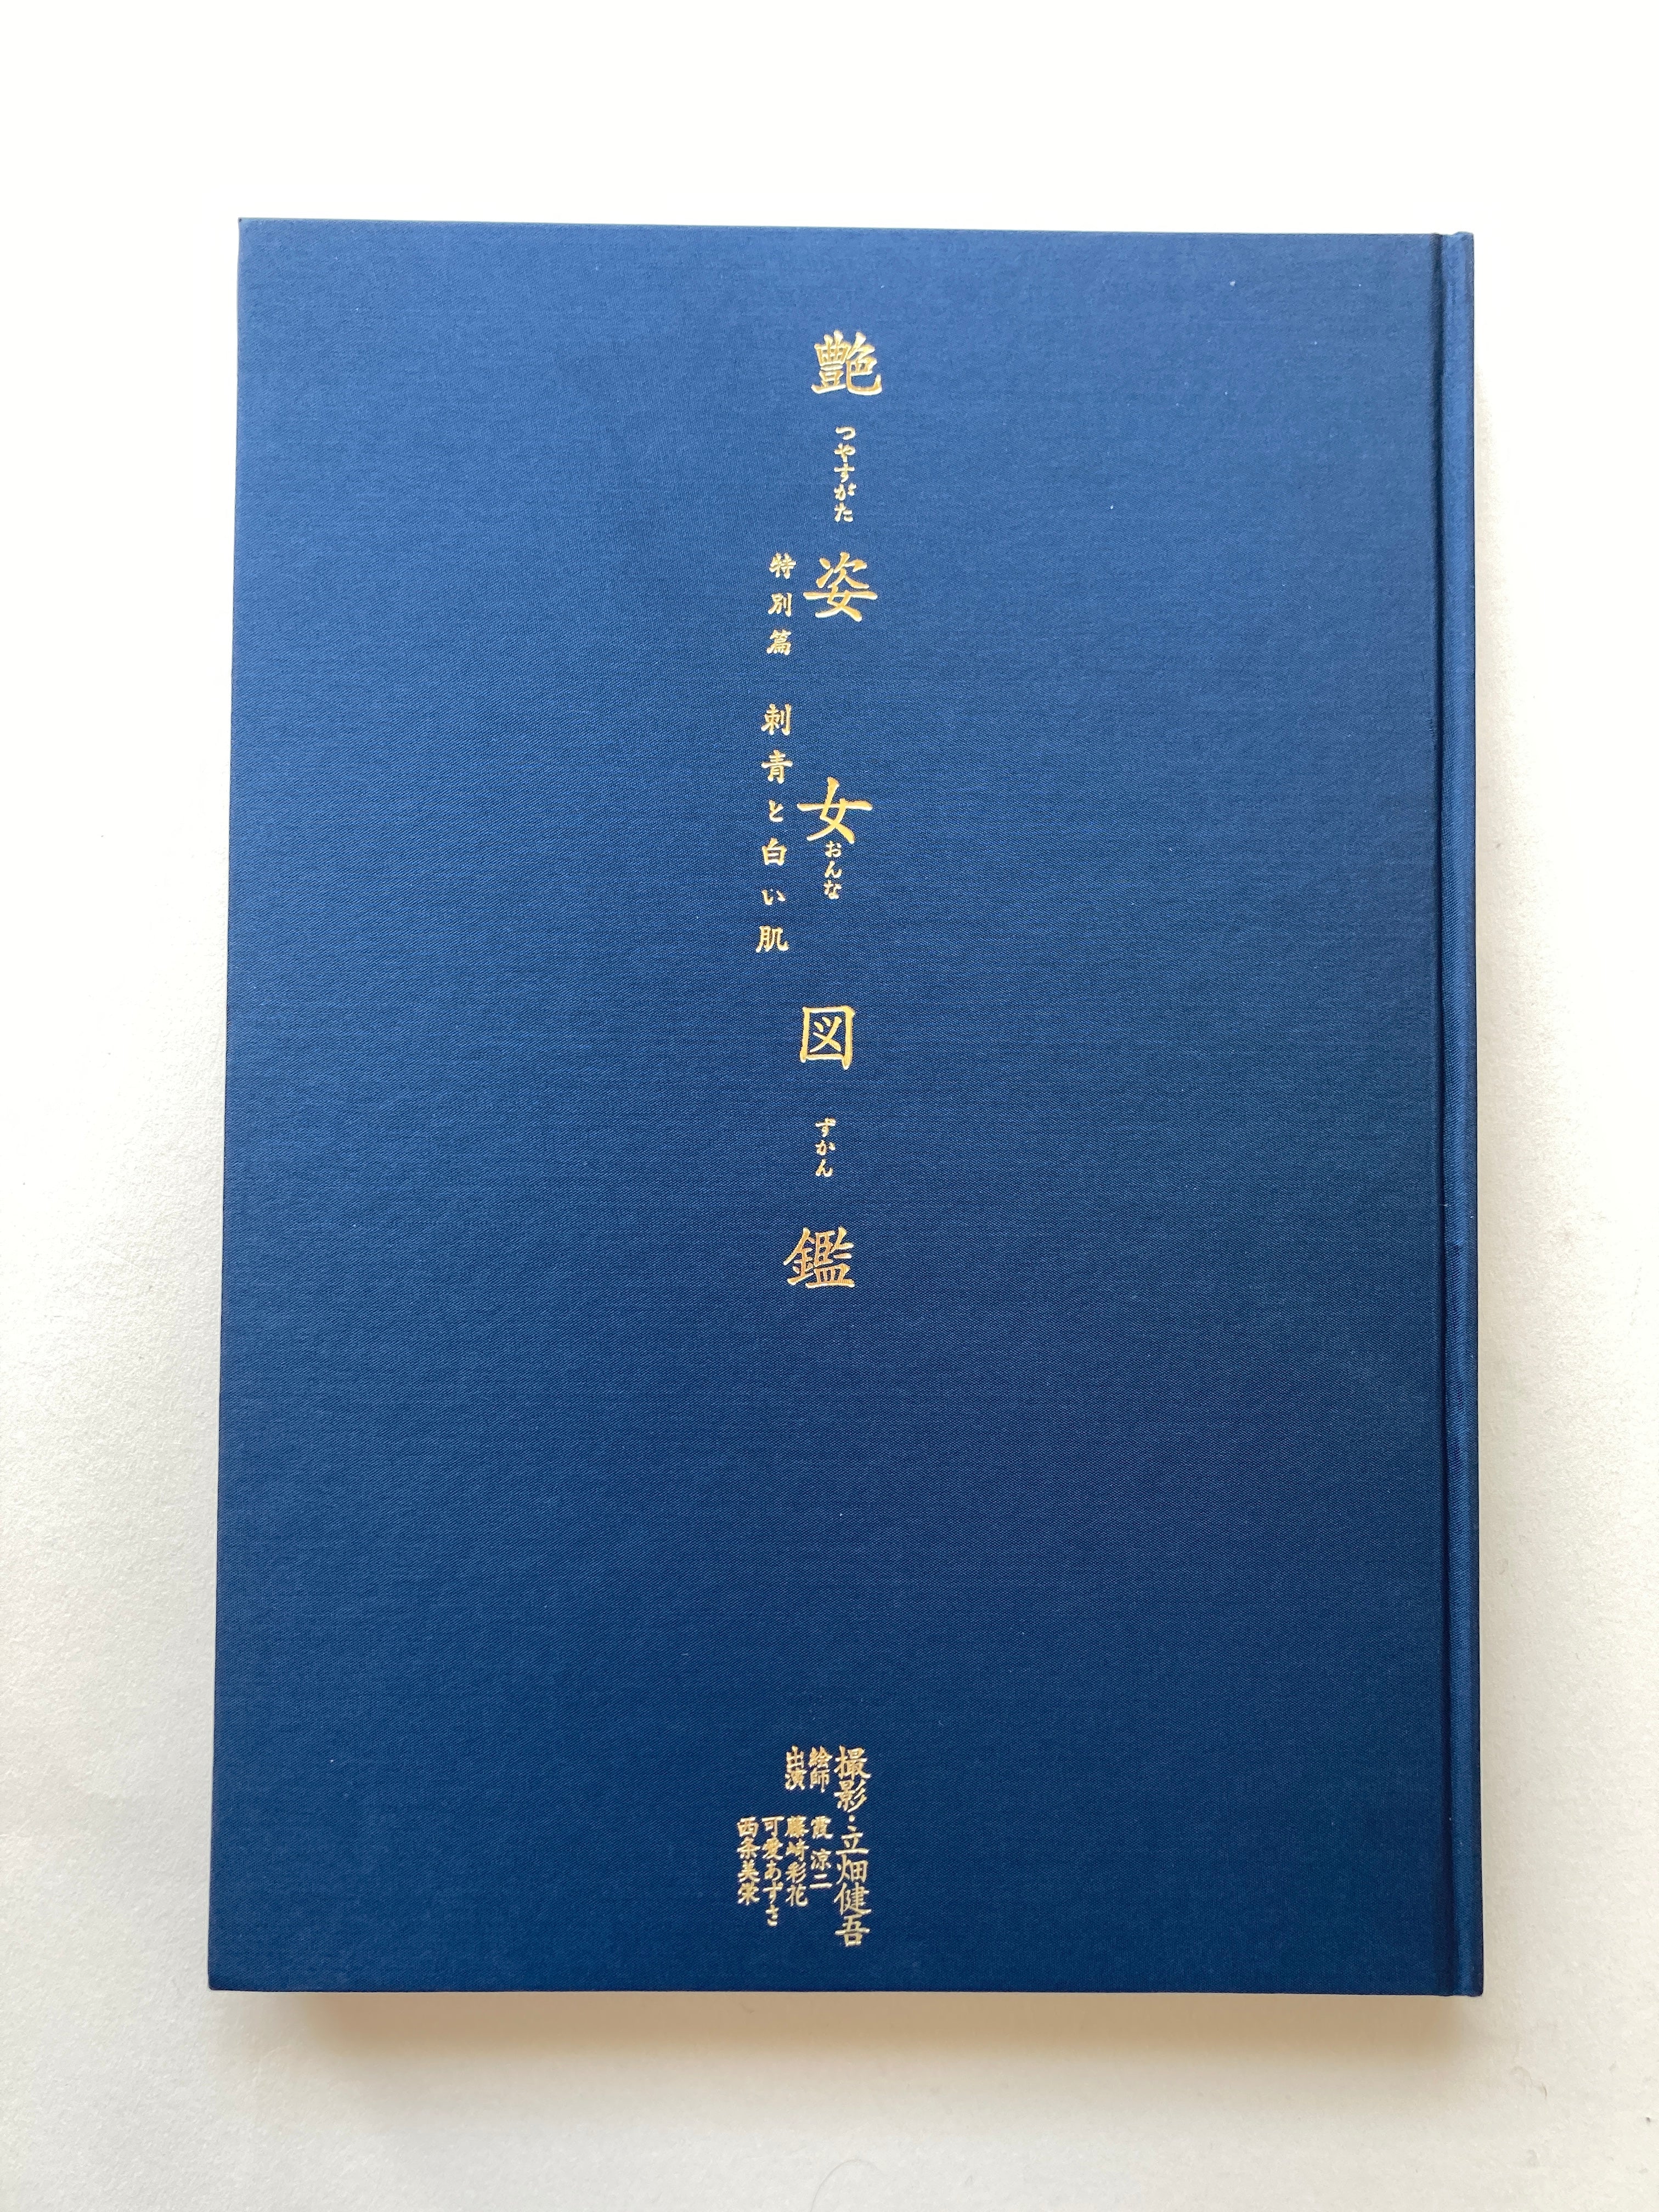 艶姿女図鑑
つやすがた
おんな
ずかん
特別篇 刺青と白い肌
撮影・立畑健吾
絵師 霞涼二
出演 藤崎彩花
可愛あずさ
西条美栄